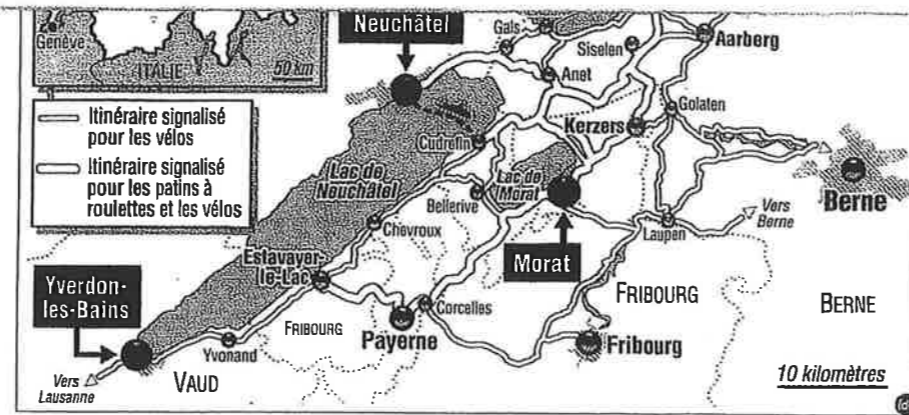 Genève
ITALIE
50 km
Neuchâtel
Gals
Siselen
Aarberg
Anet
Golaten
Itinéraire signalisé
pour les vélos
Itinéraire signalisé
pour les patins à
roulettes et les vélos
Cudrefin
Kerzers
Lac de
Neuchâtel
Lac de
Morat
Bellerive
Berne
Vers
Berne
Chevroux
Laupen
Estavayer-
le-Lac
Morat
Yverdon-
les-Bains
FRIBOURG
BERNE
Corcelles
FRIBOURG
Payerne
Fribourg
Yvonand
10 kilomètres
Vers
Lausanne
VAUD